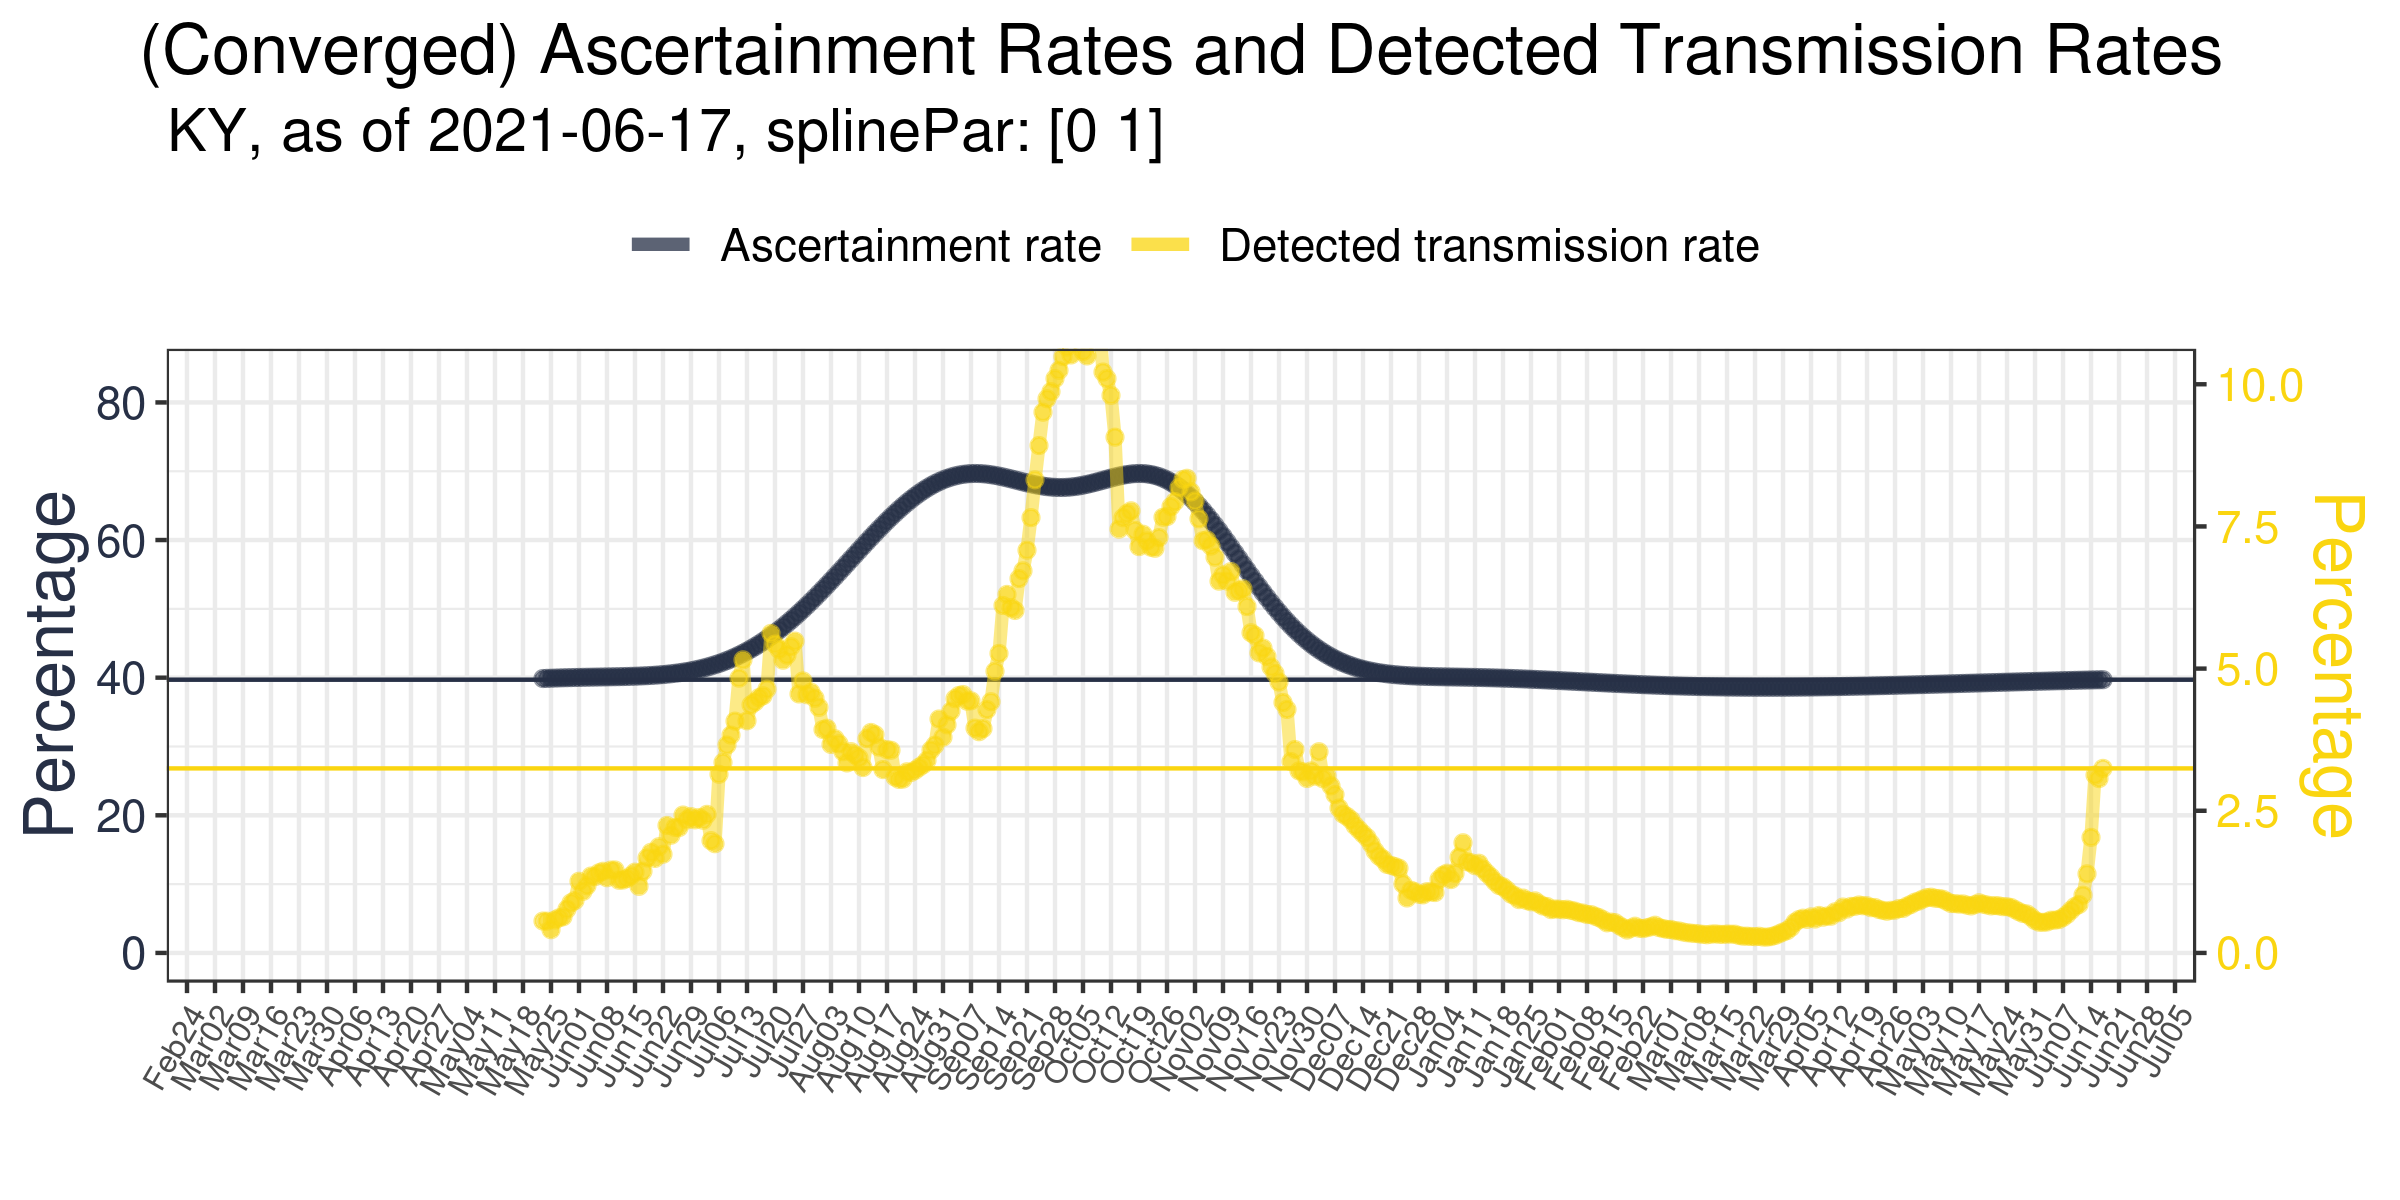 (Converged) Ascertainment Rates and Detected Transmission Rates
KY, as of 2021-06-17, splinePar: [0 1]
Ascertainment rate
Detected transmission rate
Percentage
80
60
40
20
0
10.0
7.5
5.0
2.5
0.0
Percentage
Feb24
Mar02
Mar09
Mar16
Mar23
Mar30
Apr06
Apr13
Apr20
Apr27
May04
May11
May18
May25
Jun01
Jun08
Jun15
Jun22
Jun29
Jul06
Jul13
Jul20
Jul27
Aug03
Aug10
Aug17
Aug24
Aug31
Sep07
Sep14
Sep21
Sep28
Oct05
Oct12
Oct19
Oct26
Nov02
Nov09
Nov16
Nov23
Nov30
Dec07
Dec14
Dec21
Dec28
Jan04
Jan11
Jan18
Jan25
Feb01
Feb08
Feb15
Feb22
Mar01
Mar08
Mar15
Mar22
Mar29
Apr05
Apr12
Apr19
Apr26
May03
May10
May17
May24
May31
May07
Jun14
Jun21
Jun28
Jul05